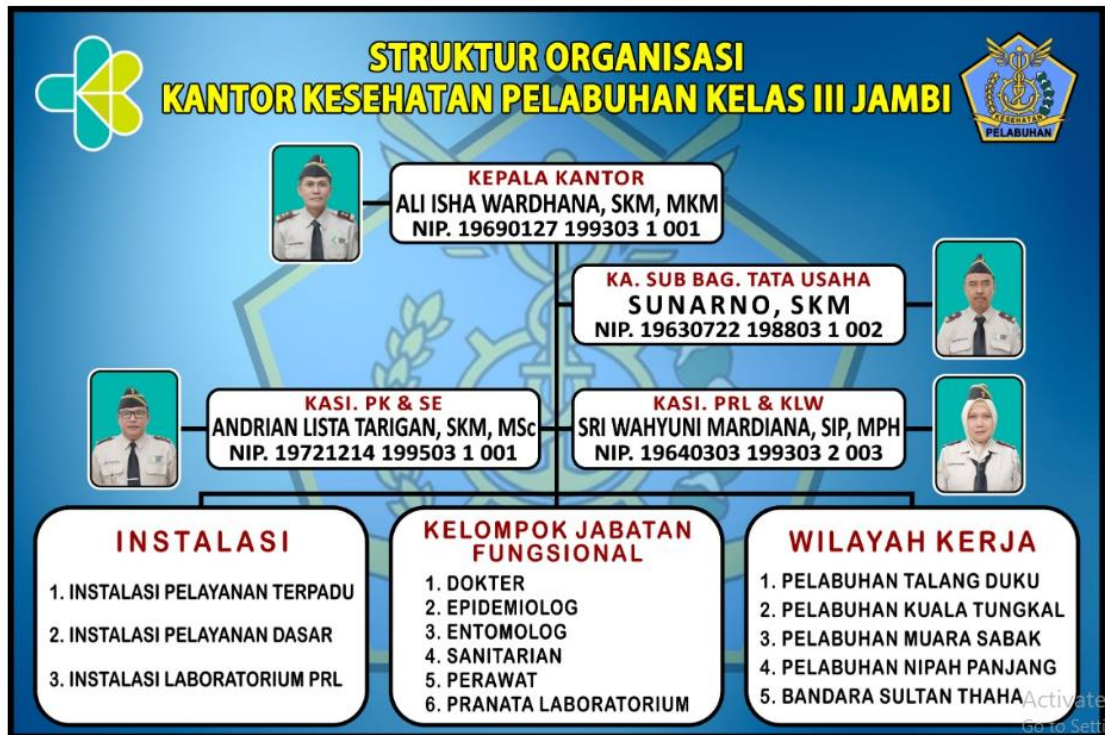 STRUKTUR ORGANISASI
KANTOR KESEHATAN PELABUHAN KELAS III JAMBI
KESEHATAN
PELABUHAN
KEPALA KANTOR
ALI ISHA WARDHANA, SKM, MKM
NIP. 19690127 199303 1 001
KA. SUB BAG. TATA USAHA
SUNARNO, SKM
NIP. 19630722 198803 1 002
KASI. PK & SE
ANDRIAN LISTA TARIGAN, SKM, MSc
NIP. 19721214 199503 1 001
KASI. PRL & KLW
SRI WAHYUNI MARDIANA, SIP, MPH
NIP. 19640303 199303 2 003
INSTALASI
1. INSTALASI PELAYANAN TERPADU
2. INSTALASI PELAYANAN DASAR
3. INSTALASI LABORATORIUM PRL
KELOMPOK JABATAN
FUNGSIONAL
1. DOKTER
2. EPIDEMIOLOG
3. ENTOMOLOG
4. SANITARIAN
5. PERAWAT
6. PRANATA LABORATORIUM
WILAYAH KERJA
1. PELABUHAN TALANG DUKU
2. PELABUHAN KUALA TUNGKAL
3. PELABUHAN MUARA SABAK
4. PELABUHAN NIPAH PANJANG
5. BANDARA SULTAN THAHA
Activate
Go to Setti